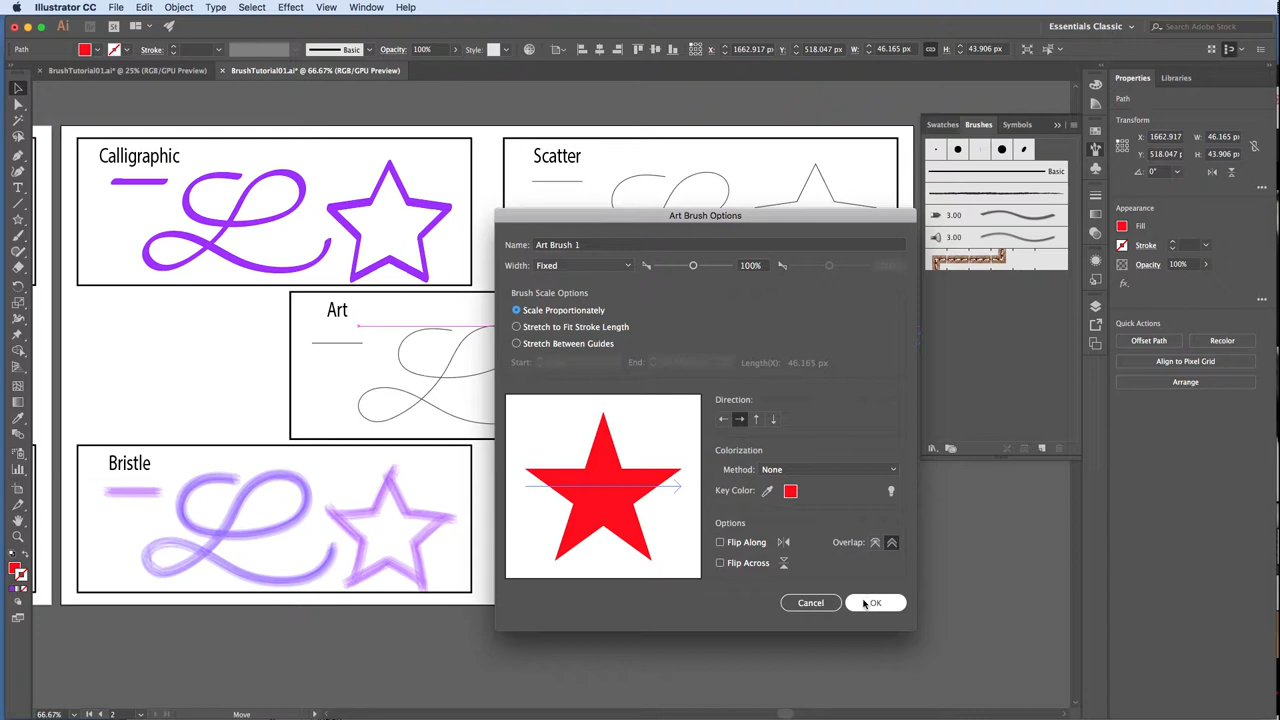 Illustrator CC File Edit Object Type Select Effect View Window Help
Ai Br St Essentials Classic Search Adobe Stock
Path Stroke: Basic Opacity: 100% Style: X: 1662.917 Y: 518.047 px W: 46.165 px H: 43.906 px
× BrushTutorial01.ai* @ 25% (RGB/GPU Preview) × BrushTutorial01.ai* @ 66.67% (RGB/GPU Preview)
Properties Libraries
Path
Transform
X: 1662.917 W: 46.165 px
Y: 518.047 p H: 43.906 px
0°
Appearance
Fill
Stroke
Opacity 100%
fx.
Quick Actions
Offset Path Recolor
Align to Pixel Grid
Arrange
Swatches Brushes Symbols
Basic
3.00
3.00
Calligraphic
Scatter
Art
Bristle
Art Brush Options
Name: Art Brush 1
Width: Fixed 100%
Brush Scale Options
Scale Proportionately
Stretch to Fit Stroke Length
Stretch Between Guides
Start: End: Length(X): 46.165 px
Direction:
Colorization
Method: None
Key Color:
Options
Flip Along Overlap:
Flip Across
Cancel OK
66.67% 2 Move